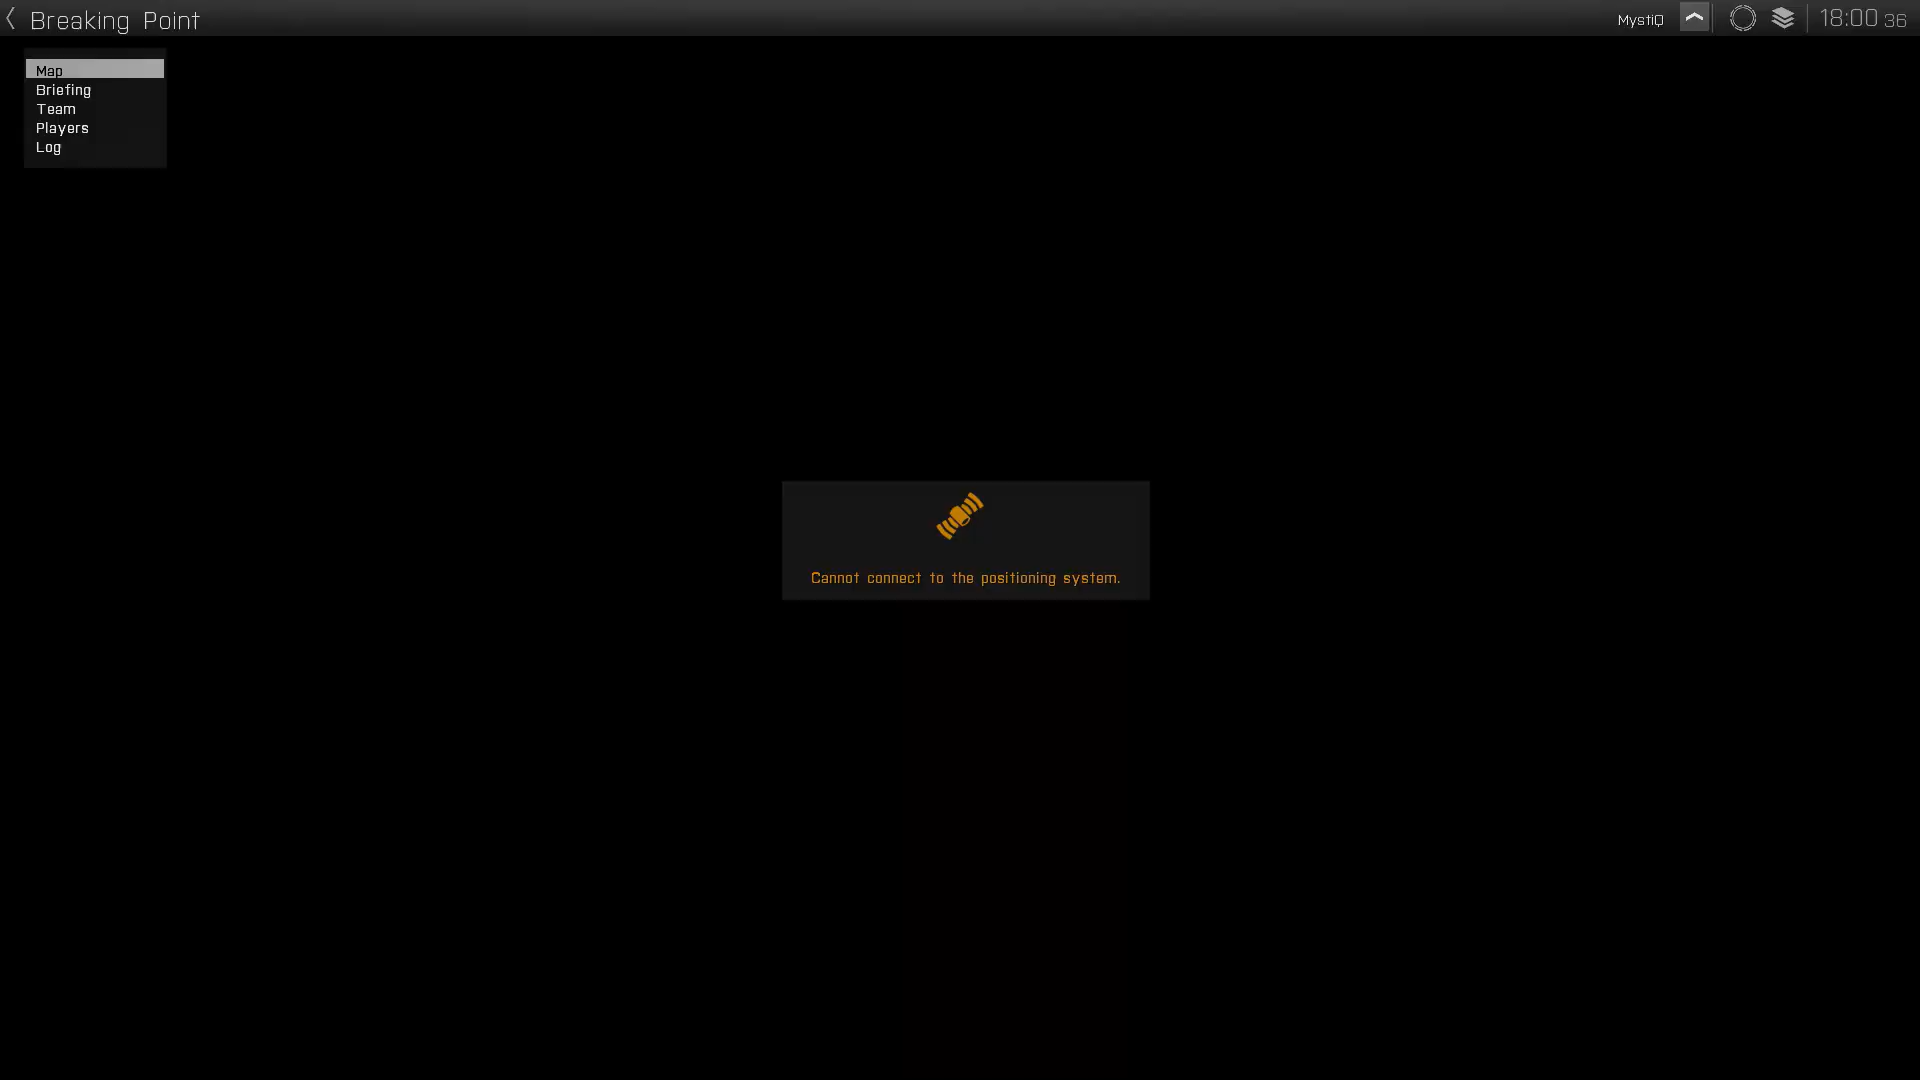 Breaking Point
MystiQ
18:00 36
Map
Briefing
Team
Players
Log
Cannot connect to the positioning system.